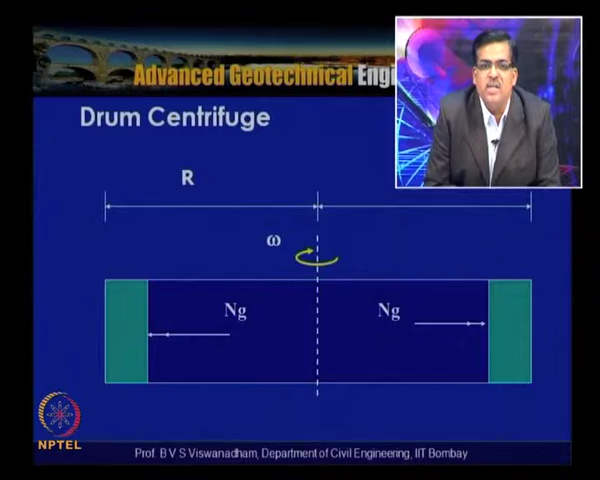 Advanced Geotechnical Engi
Drum Centrifuge
R
ω
Ng
Ng
NPTEL
Prof. B V S Viswanadham, Department of Civil Engineering, IIT Bombay